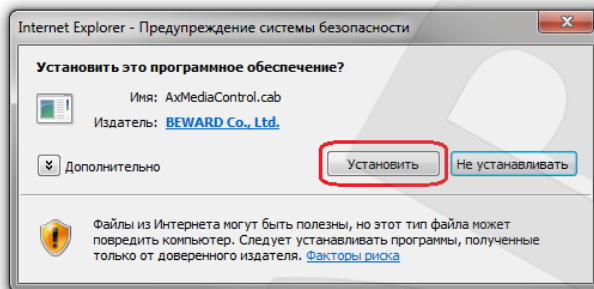 Internet Explorer - Предупреждение системы безопасности
Установить это программное обеспечение?
Имя: AxMediaControl.cab
Издатель: BEWARD Co., Ltd.
Дополнительно
Установить
Не устанавливать
Файлы из Интернета могут быть полезны, но этот тип файла может
повредить компьютер. Следует устанавливать программы, полученные
только от доверенного издателя. Факторы риска